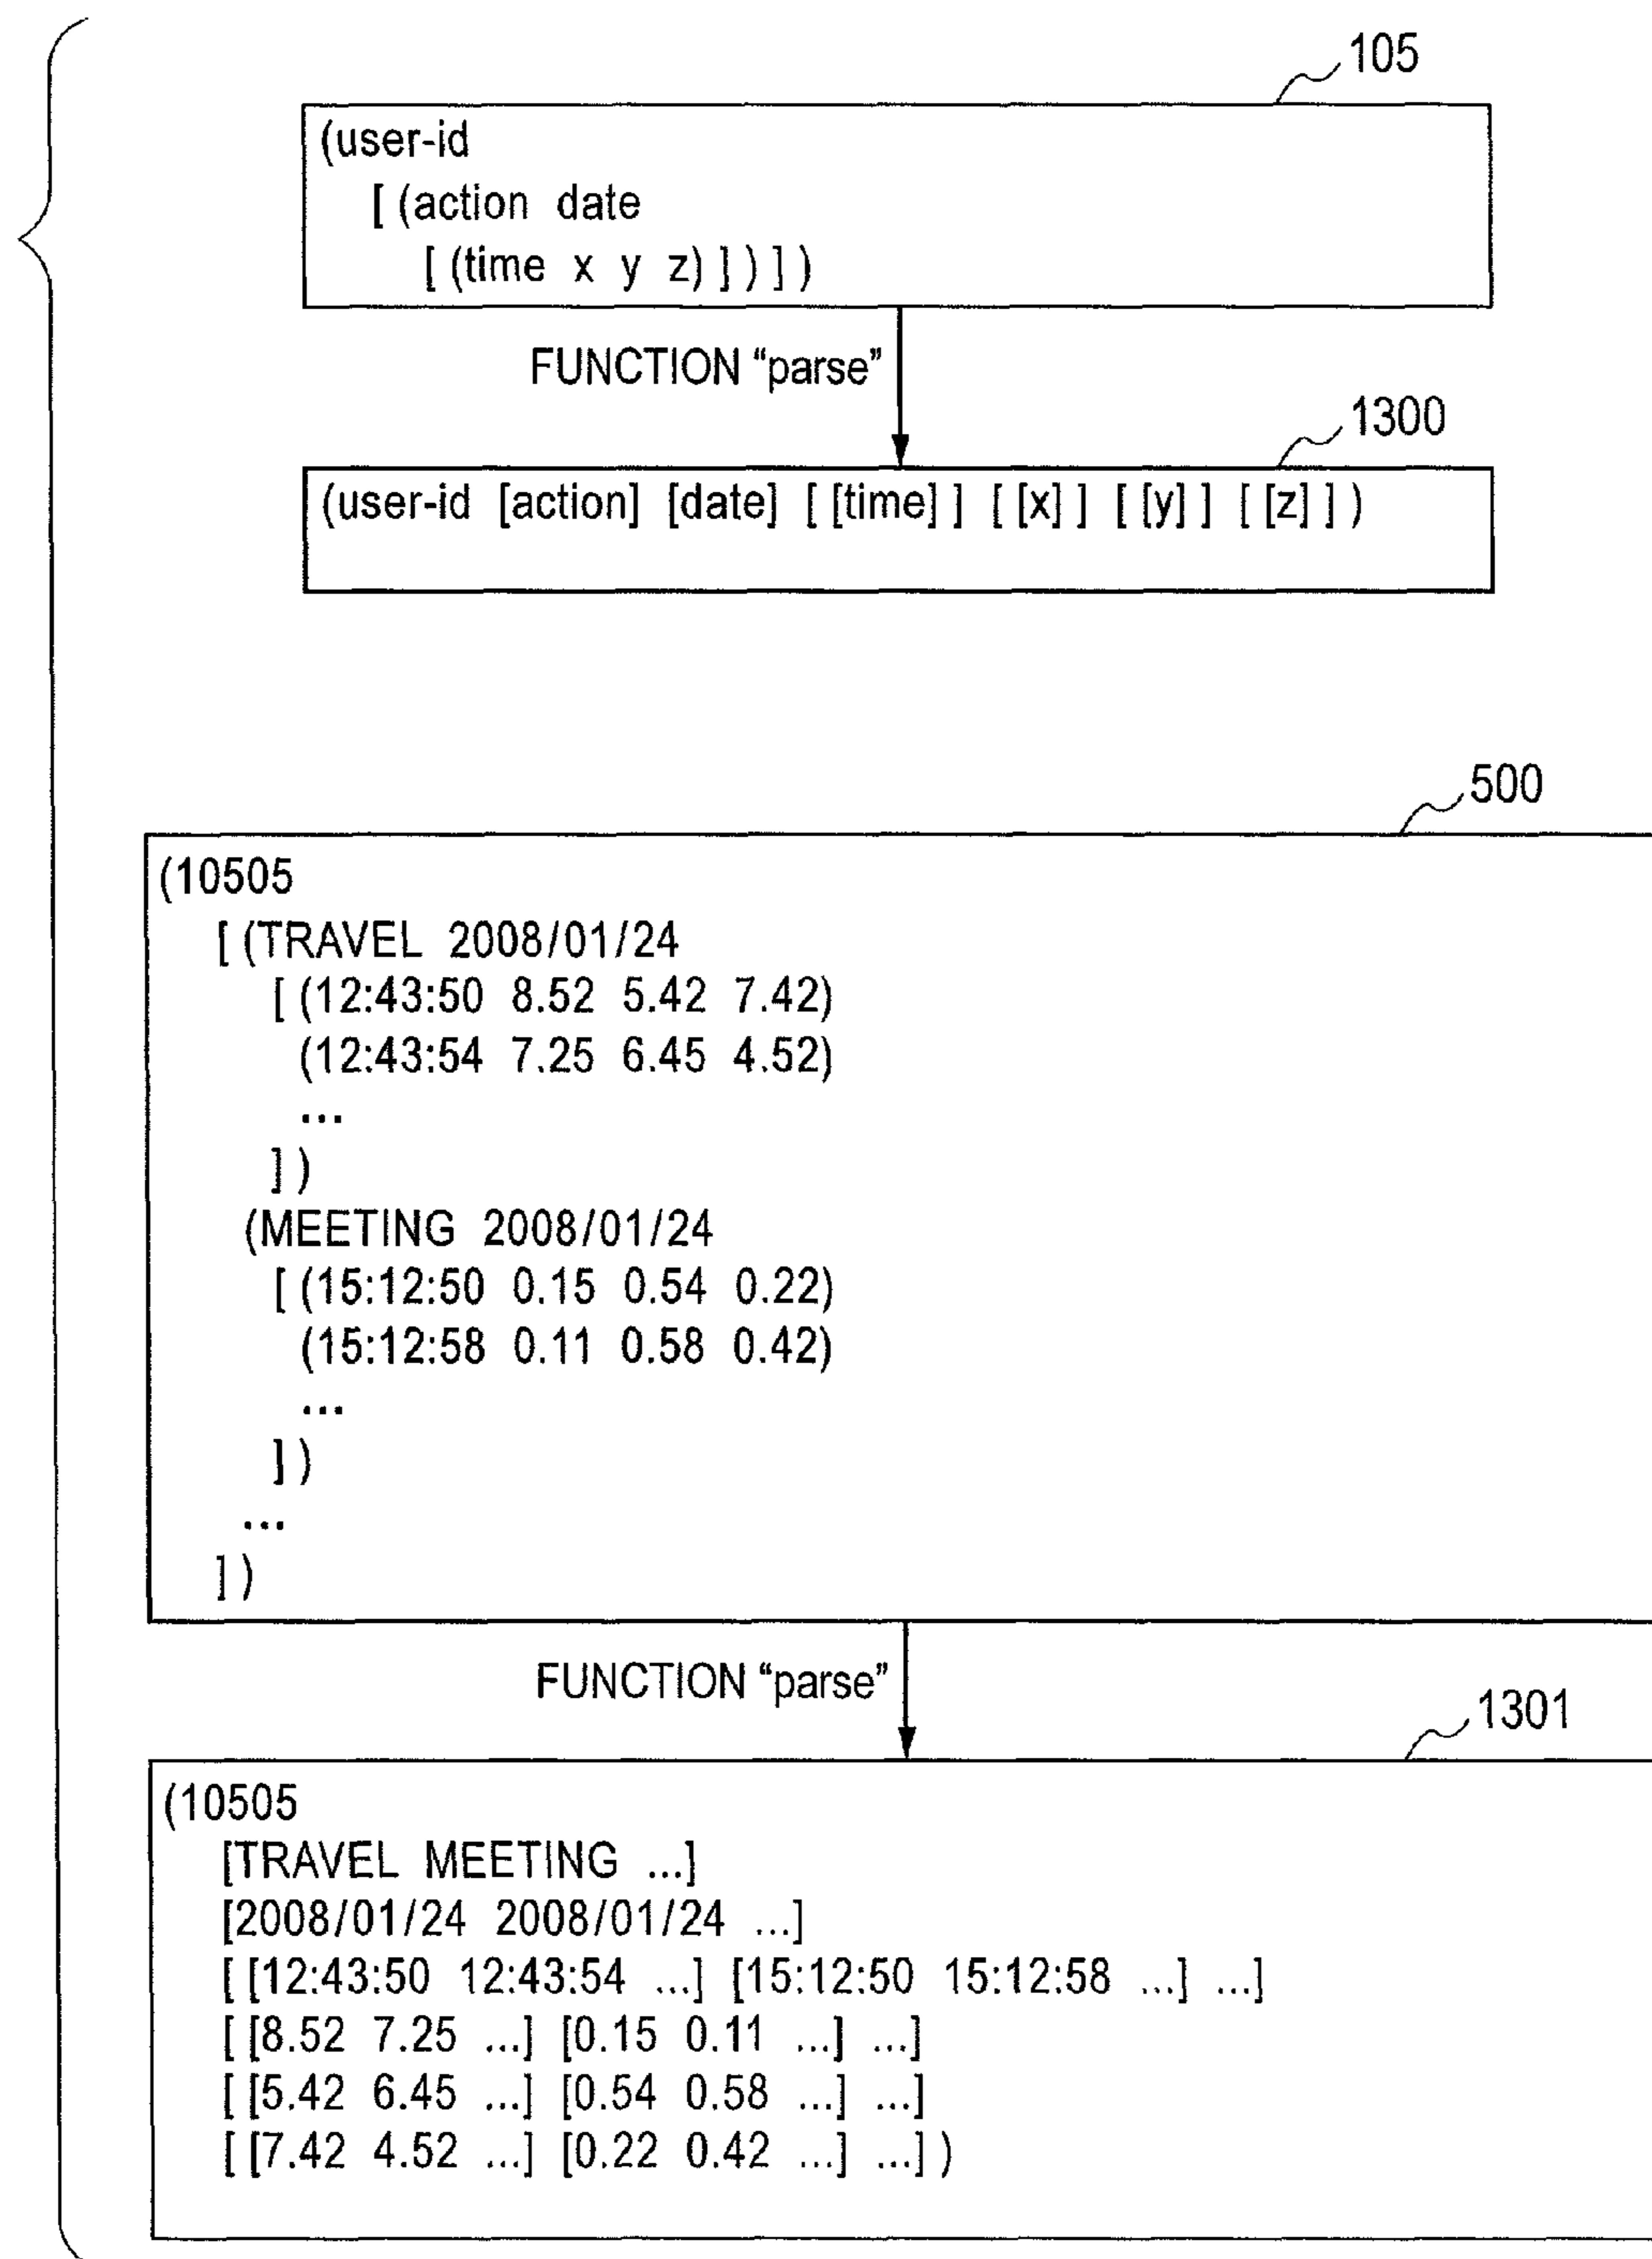 105
(user-id
[ (action date
[ (time x y z) ] ) ] )
FUNCTION “parse”
1300
(user-id [action] [date] [ [time] ] [ [x] ] [ [y] ] [ [z] ] )
500
(10505
[ (TRAVEL 2008/01/24
[ (12:43:50 8.52 5.42 7.42)
(12:43:54 7.25 6.45 4.52)
...
] )
(MEETING 2008/01/24
[ (15:12:50 0.15 0.54 0.22)
(15:12:58 0.11 0.58 0.42)
...
] )
...
] )
FUNCTION “parse”
1301
(10505
[TRAVEL MEETING ...]
[2008/01/24 2008/01/24 ...]
[ [12:43:50 12:43:54 ...] [15:12:50 15:12:58 ...] ...]
[ [8.52 7.25 ...] [0.15 0.11 ...] ...]
[ [5.42 6.45 ...] [0.54 0.58 ...] ...]
[ [7.42 4.52 ...] [0.22 0.42 ...] ...] )